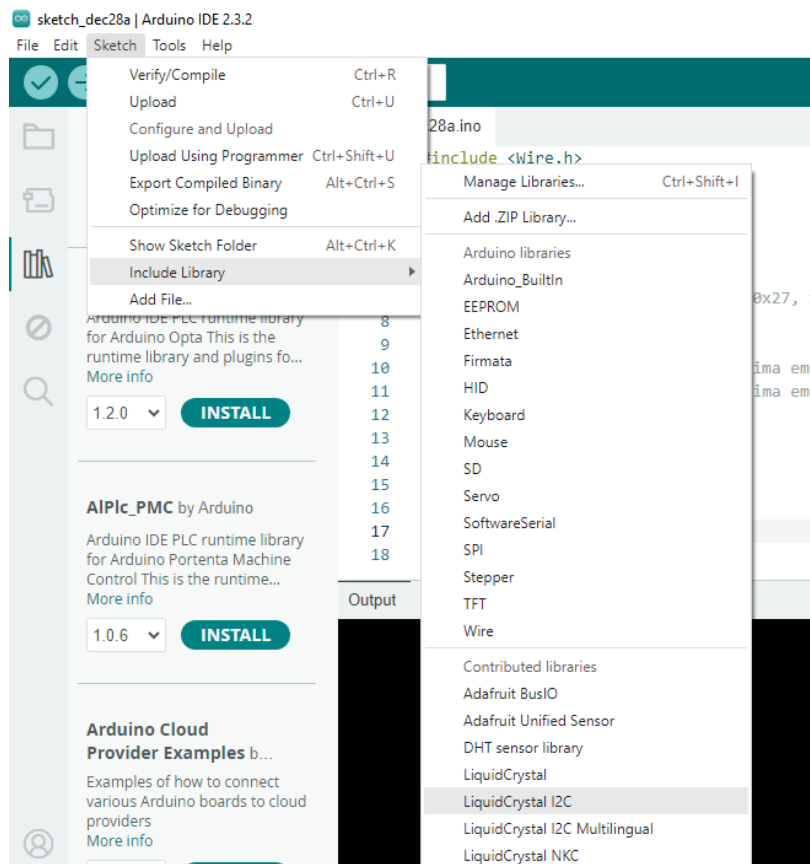 sketch_dec28a | Arduino IDE 2.3.2
File Edit Sketch Tools Help
Verify/Compile Ctrl+R
Upload Ctrl+U
Configure and Upload
Upload Using Programmer Ctrl+Shift+U
Export Compiled Binary Alt+Ctrl+S
Optimize for Debugging
Show Sketch Folder Alt+Ctrl+K
Include Library
Add File...
28a.ino
#include <Wire.h>
Manage Libraries... Ctrl+Shift+I
Add .ZIP Library...
Arduino libraries
Arduino_BuiltIn
EEPROM
Ethernet
Firmata
HID
Keyboard
Mouse
SD
Servo
SoftwareSerial
SPI
Stepper
TFT
Wire
Contributed libraries
Adafruit BusIO
Adafruit Unified Sensor
DHT sensor library
LiquidCrystal
LiquidCrystal I2C
LiquidCrystal I2C Multilingual
LiquidCrystal NKC
0x27,
ima em
ima em
8
9
10
11
12
13
14
15
16
17
18
Output
Arduino IDE PLC runtime library
for Arduino Opta This is the
runtime library and plugins fo...
More info
1.2.0 INSTALL
AlPlc_PMC by Arduino
Arduino IDE PLC runtime library
for Arduino Portenta Machine
Control This is the runtime...
More info
1.0.6 INSTALL
Arduino Cloud
Provider Examples b...
Examples of how to connect
various Arduino boards to cloud
providers
More info